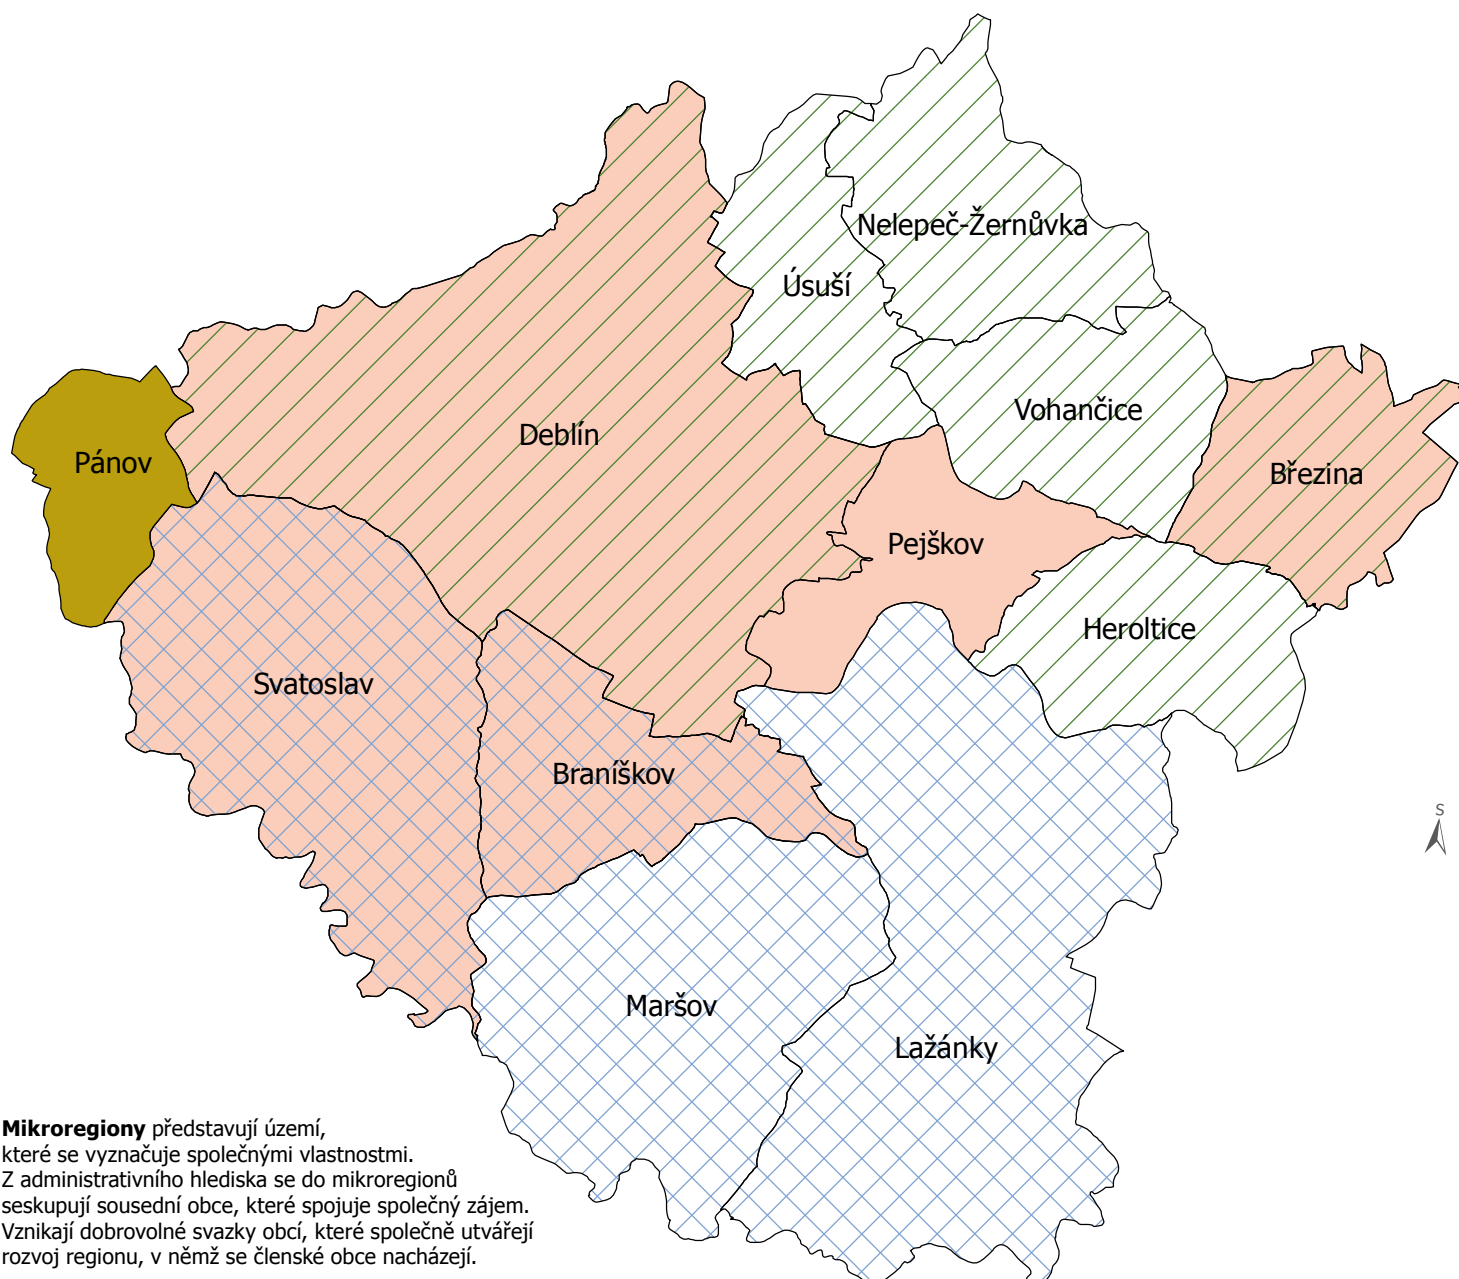 Nelepeč-Žernůvka
Úsuší
Vohančice
Deblín
Pánov
Březina
Pejškov
Heroltice
Svatoslav
Braníškov
S
Maršov
Lažánky
Mikroregiony představují území,
které se vyznačuje společnými vlastnostmi.
Z administrativního hlediska se do mikroregionů
seskupují sousední obce, které spojuje společný zájem.
Vznikají dobrovolné svazky obcí, které společně utvářejí
rozvoj regionu, v němž se členské obce nacházejí.